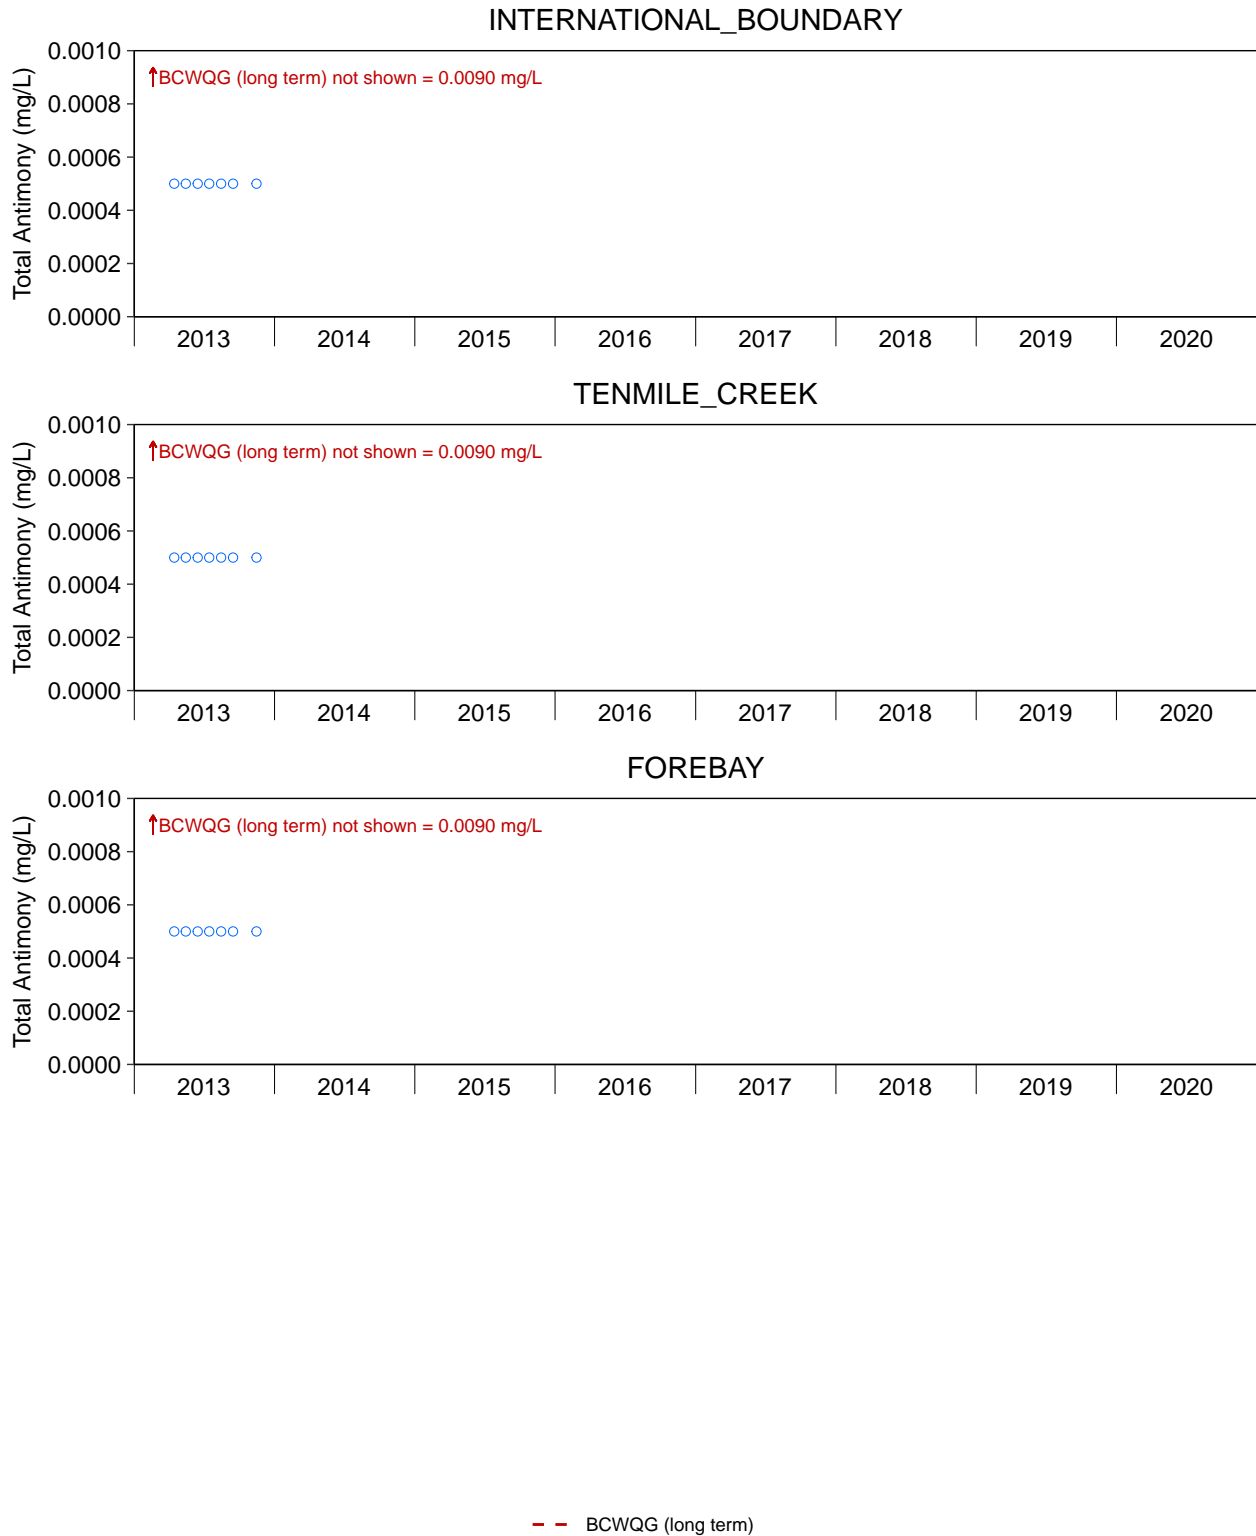 INTERNATIONAL_BOUNDARY
Total Antimony (mg/L)
0.0010
0.0008
0.0006
0.0004
0.0002
0.0000
BCWQG (long term) not shown = 0.0090 mg/L
2013 2014 2015 2016 2017 2018 2019 2020
TENMILE_CREEK
Total Antimony (mg/L)
0.0010
0.0008
0.0006
0.0004
0.0002
0.0000
BCWQG (long term) not shown = 0.0090 mg/L
2013 2014 2015 2016 2017 2018 2019 2020
FOREBAY
Total Antimony (mg/L)
0.0010
0.0008
0.0006
0.0004
0.0002
0.0000
BCWQG (long term) not shown = 0.0090 mg/L
2013 2014 2015 2016 2017 2018 2019 2020
BCWQG (long term)